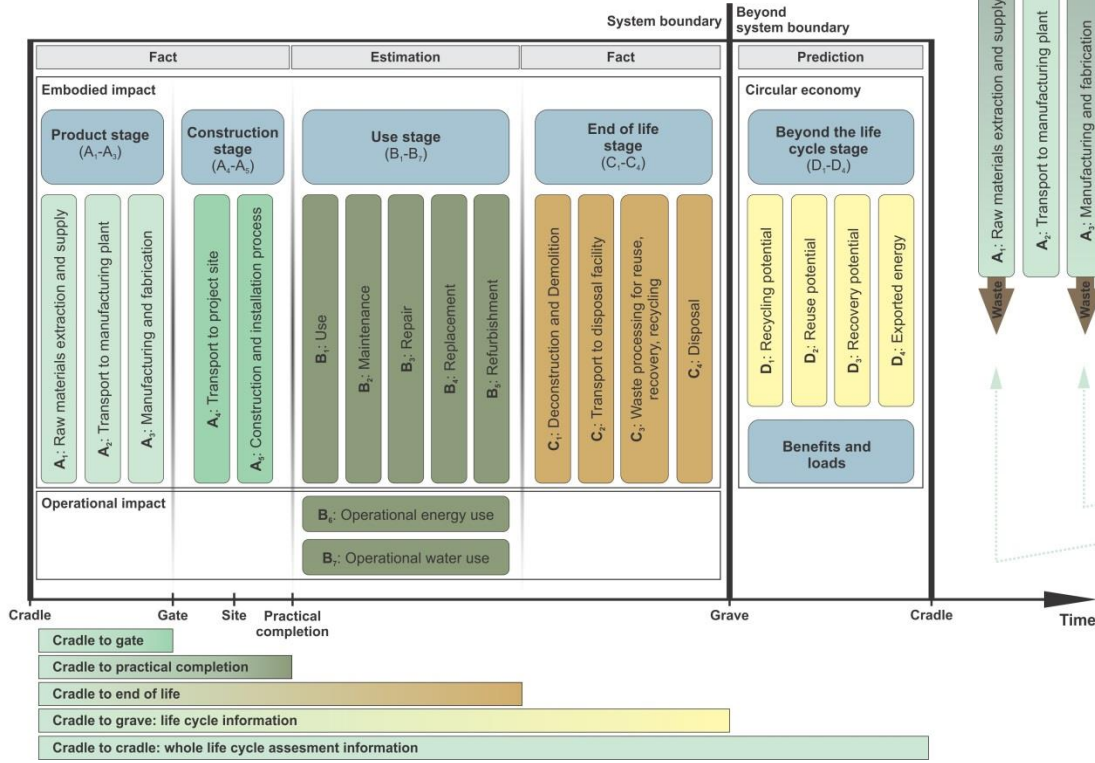 System boundary
Beyond
system boundary
Fact
Estimation
Fact
Prediction
Embodied impact
Circular economy
Product stage
(A₁-A₃)
Construction
stage
(A₄-A₅)
Use stage
(B₁-B₇)
End of life
stage
(C₁-C₄)
Beyond the life
cycle stage
(D₁-D₄)
A₁: Raw materials extraction and supply
A₂: Transport to manufacturing plant
A₃: Manufacturing and fabrication
A₄: Transport to project site
A₅: Construction and installation process
B₁: Use
B₂: Maintenance
B₃: Repair
B₄: Replacement
B₅: Refurbishment
C₁: Deconstruction and Demolition
C₂: Transport to disposal facility
C₃: Waste processing for reuse,
recovery, recycling
C₄: Disposal
D₁: Recycling potential
D₂: Reuse potential
D₃: Recovery potential
D₄: Exported energy
Benefits and
loads
Operational impact
B₆: Operational energy use
B₇: Operational water use
Cradle
Gate
Site
Practical
completion
Grave
Cradle
Time
Cradle to gate
Cradle to practical completion
Cradle to end of life
Cradle to grave: life cycle information
Cradle to cradle: whole life cycle assesment information
A₁: Raw materials extraction and supply
A₂: Transport to manufacturing plant
A₃: Manufacturing and fabrication
Waste
Waste